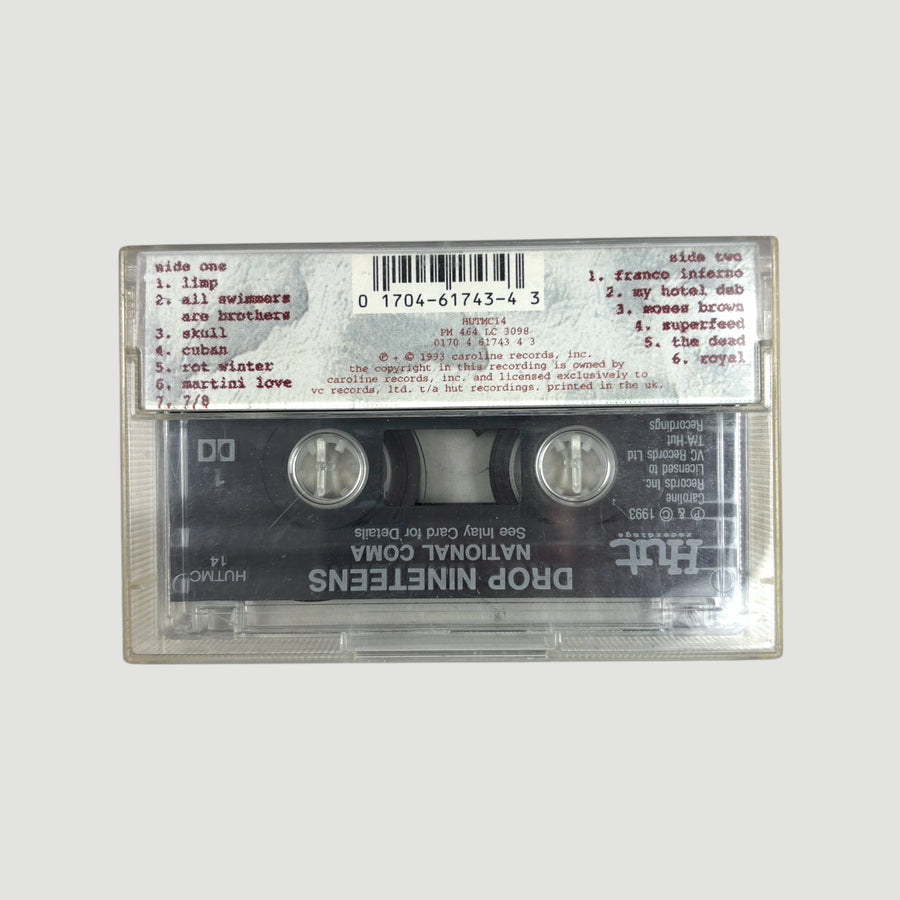 side one
1. limp
2. all swimmers
are brothers
3. skull
4. cuban
5. rot winter
6. martini love
7. 7/8
0 1704-61743-4 3
HUTMC14
PM 464 LC 3098
0170 4 61743 4 3
℗ + © 1993 caroline records, inc.
the copyright in this recording is owned by
caroline records, inc. and licensed exclusively to
vc records, ltd. t/a hut recordings. printed in the uk.
side two
1. franco inferno
2. my hotel deb
3. moses brown
4. superfeed
5. the dead
6. royal
DROP NINETEENS
NATIONAL COMA
See Inlay Card for Details
HUTMC
14
Hut
recordings
℗ & © 1993
Caroline
Records Inc.
Licensed to
VC Records Ltd
T/A Hut
Recordings